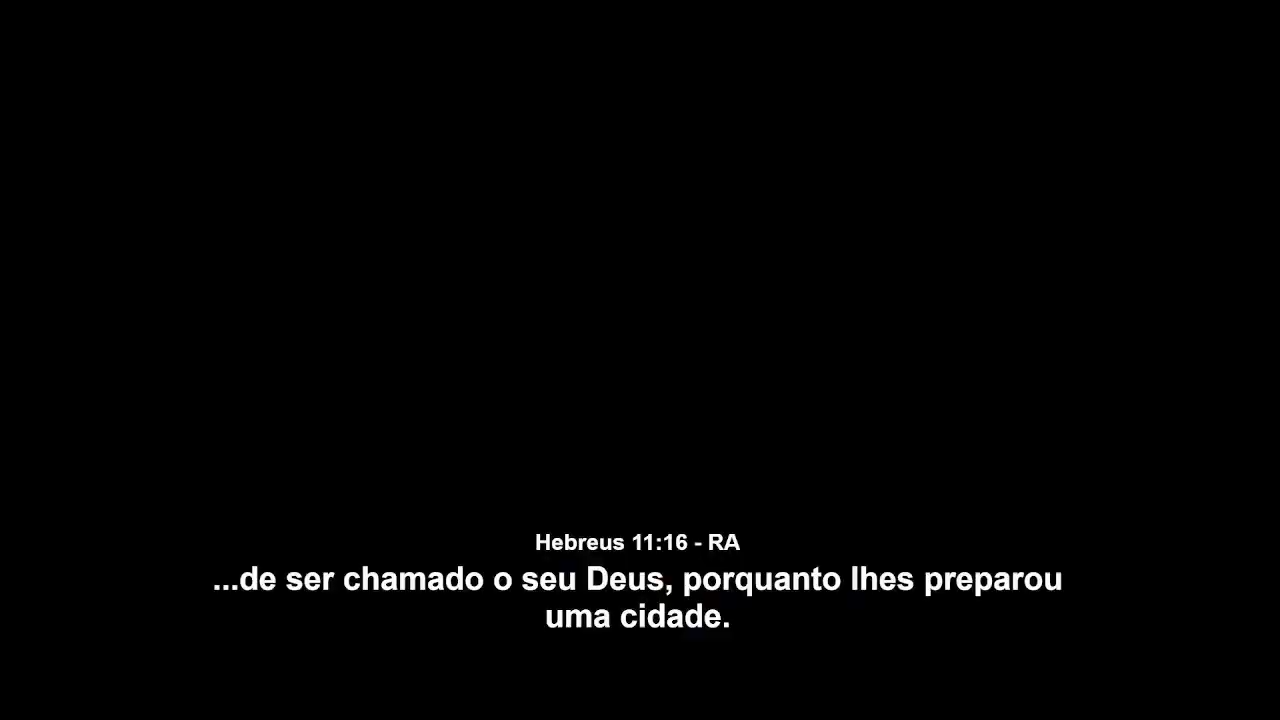 Hebreus 11:16 - RA
...de ser chamado o seu Deus, porquanto lhes preparou
uma cidade.